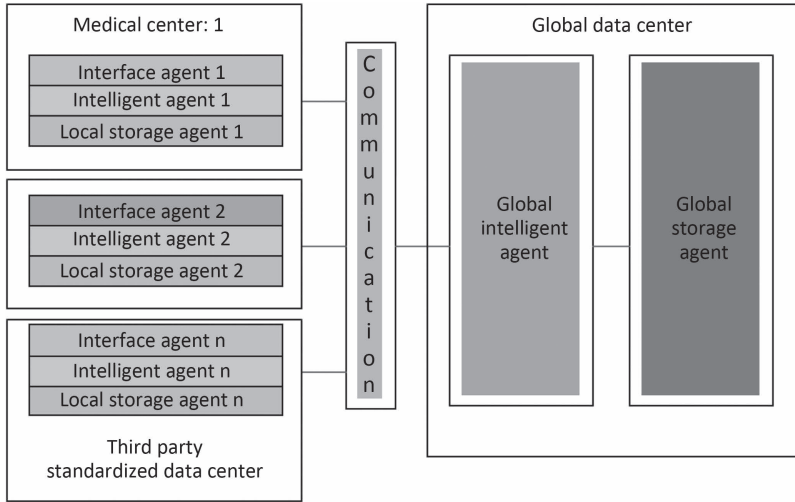 Medical center: 1
Interface agent 1
Intelligent agent 1
Local storage agent 1
Interface agent 2
Intelligent agent 2
Local storage agent 2
Interface agent n
Intelligent agent n
Local storage agent n
Third party
standardized data center
Communication
Global data center
Global
intelligent
agent
Global
storage
agent